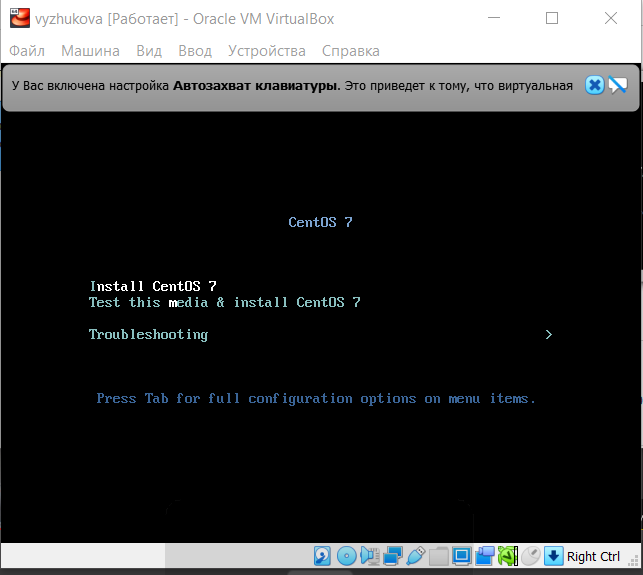 vyzhukova [Работает] - Oracle VM VirtualBox
Файл Машина Вид Ввод Устройства Справка
У Вас включена настройка Автозахват клавиатуры. Это приведет к тому, что виртуальная
CentOS 7
Install CentOS 7
Test this media & install CentOS 7
Troubleshooting >
Press Tab for full configuration options on menu items.
Right Ctrl